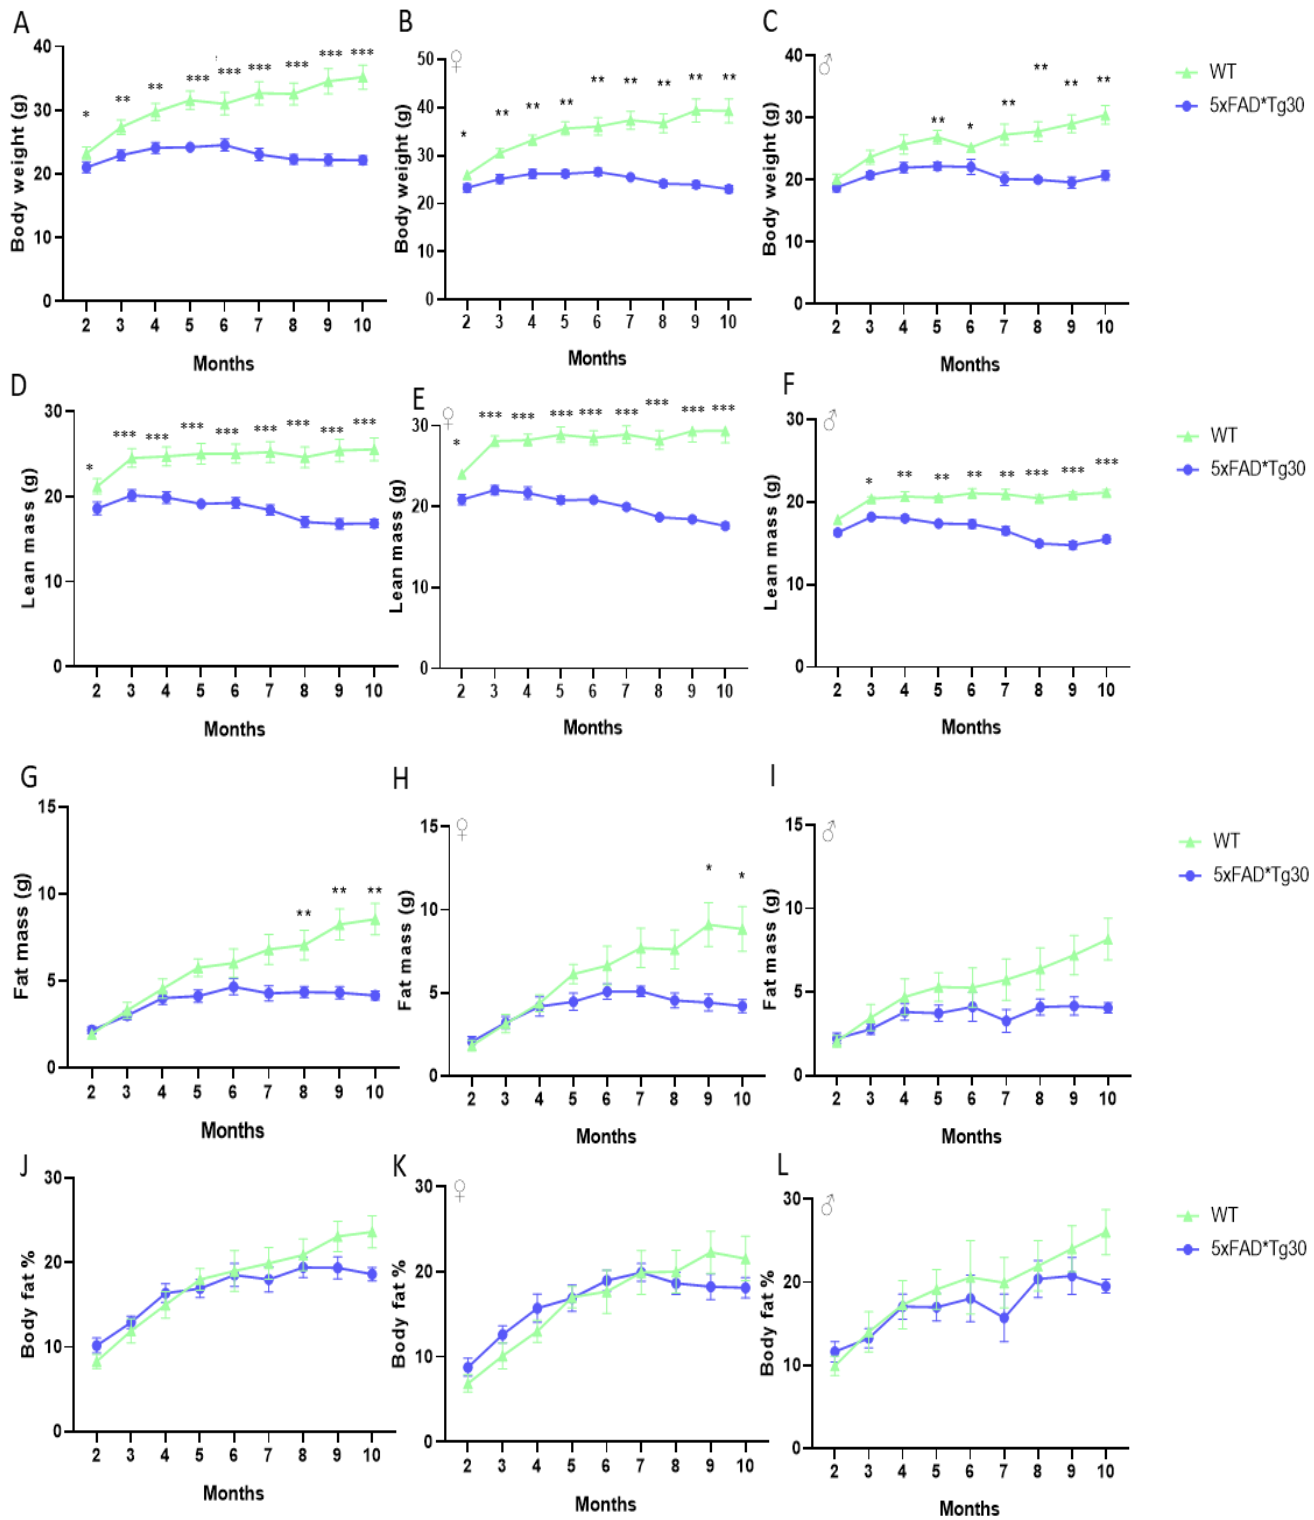 A
B
C
40
30
20
10
0
Body weight (g)
* ** ** *** *** *** *** *** ***
2 3 4 5 6 7 8 9 10
Months
♀
50
40
30
20
10
0
Body weight (g)
* ** ** ** ** ** ** ** **
2 3 4 5 6 7 8 9 10
Months
♂
40
30
20
10
0
Body weight (g)
** * ** ** ** **
2 3 4 5 6 7 8 9 10
Months
WT
5xFAD*Tg30
D
E
F
30
20
10
0
Lean mass (g)
* *** *** *** *** *** *** *** ***
2 3 4 5 6 7 8 9 10
Months
♀
30
20
10
0
Lean mass (g)
* *** *** *** *** *** *** *** ***
2 3 4 5 6 7 8 9 10
Months
♂
30
20
10
0
Lean mass (g)
* ** ** ** ** *** *** ***
2 3 4 5 6 7 8 9 10
Months
WT
5xFAD*Tg30
G
H
I
15
10
5
0
Fat mass (g)
** ** **
2 3 4 5 6 7 8 9 10
Months
♀
15
10
5
0
Fat mass (g)
* *
2 3 4 5 6 7 8 9 10
Months
♂
15
10
5
0
Fat mass (g)
2 3 4 5 6 7 8 9 10
Months
WT
5xFAD*Tg30
J
K
L
30
20
10
0
Body fat %
2 3 4 5 6 7 8 9 10
Months
♀
30
20
10
0
Body fat %
2 3 4 5 6 7 8 9 10
Months
♂
30
20
10
0
Body fat %
2 3 4 5 6 7 8 9 10
Months
WT
5xFAD*Tg30